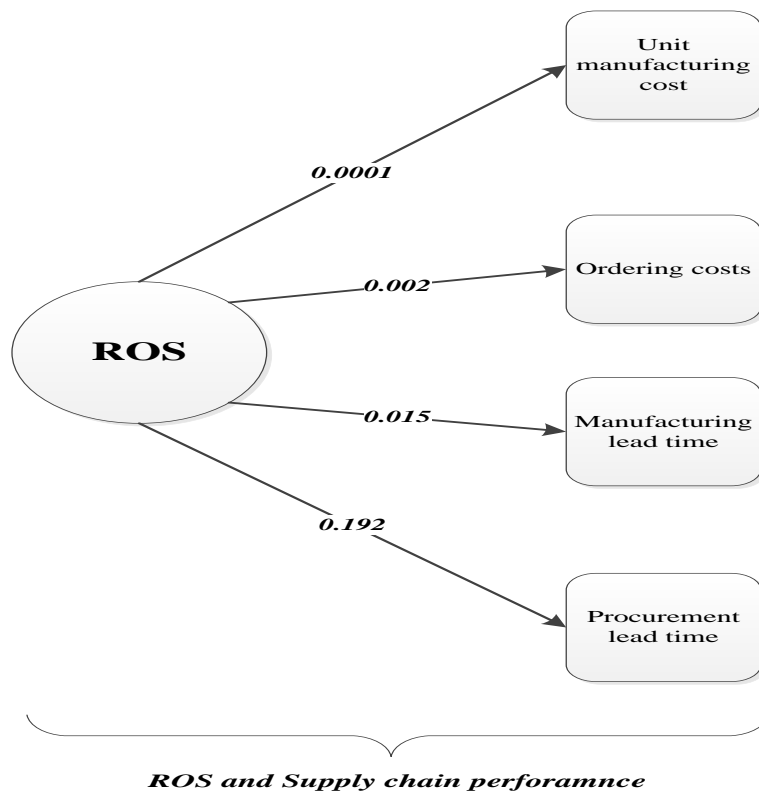 Unit
manufacturing
cost
0.0001
Ordering costs
0.002
ROS
0.015
Manufacturing
lead time
0.192
Procurement
lead time
ROS and Supply chain perforamnce